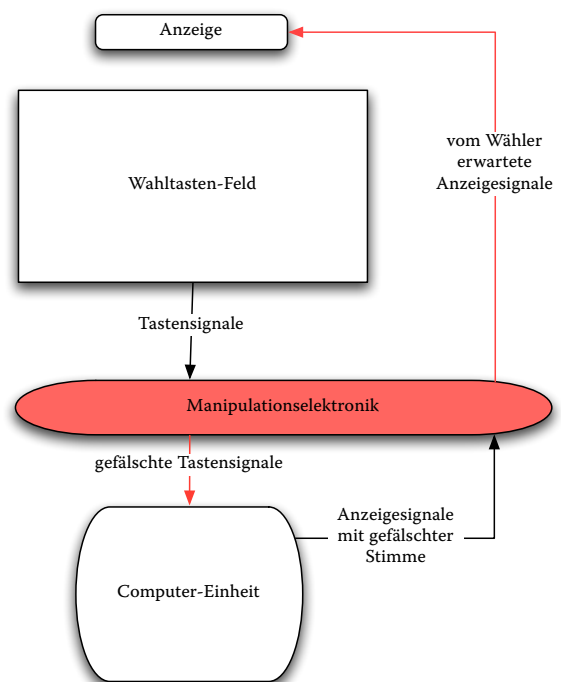 Anzeige
vom Wähler
erwartete
Anzeigesignale
Wahltasten-Feld
Tastensignale
Manipulationselektronik
gefälschte Tastensignale
Anzeigesignale
mit gefälschter
Stimme
Computer-Einheit